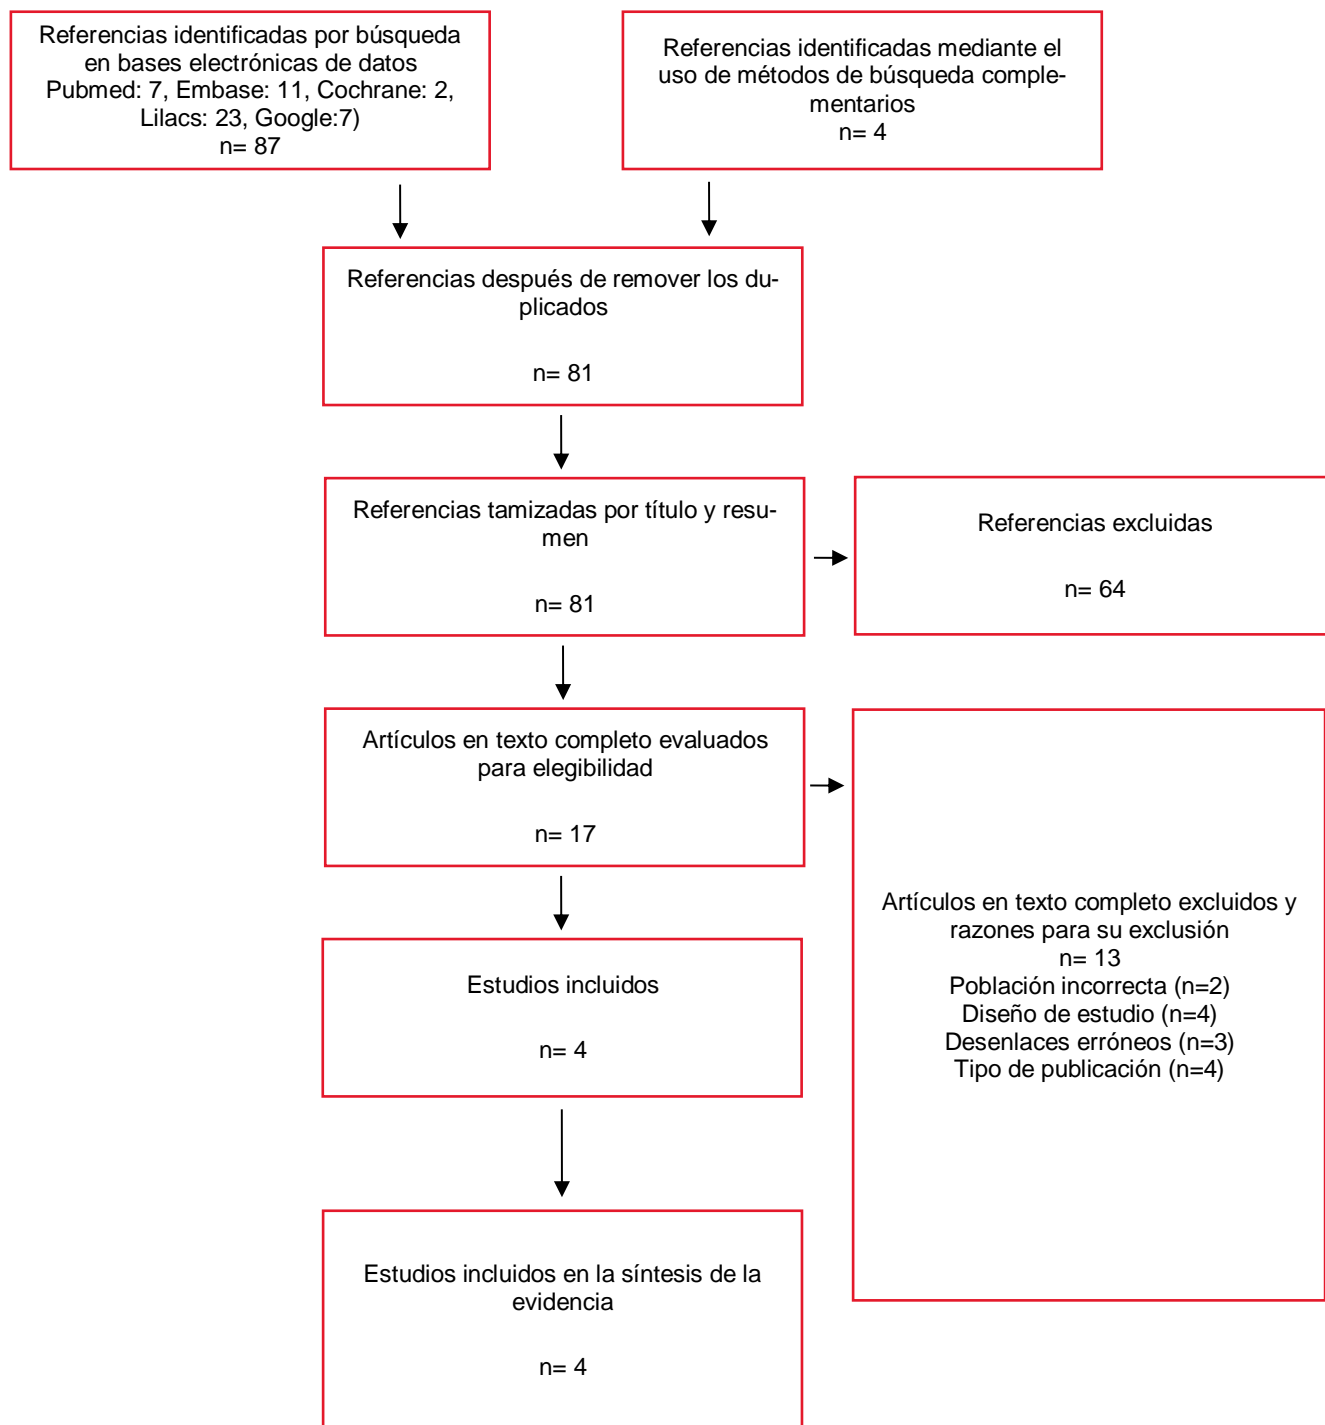 Referencias identificadas por búsqueda
en bases electrónicas de datos
Pubmed: 7, Embase: 11, Cochrane: 2,
Lilacs: 23, Google:7)
n= 87
Referencias identificadas mediante el
uso de métodos de búsqueda comple-
mentarios
n= 4
Referencias después de remover los du-
plicados
n= 81
Referencias tamizadas por título y resu-
men
n= 81
Referencias excluidas
n= 64
Artículos en texto completo evaluados
para elegibilidad
n= 17
Artículos en texto completo excluidos y
razones para su exclusión
n= 13
Población incorrecta (n=2)
Diseño de estudio (n=4)
Desenlaces erróneos (n=3)
Tipo de publicación (n=4)
Estudios incluidos
n= 4
Estudios incluidos en la síntesis de la
evidencia
n= 4